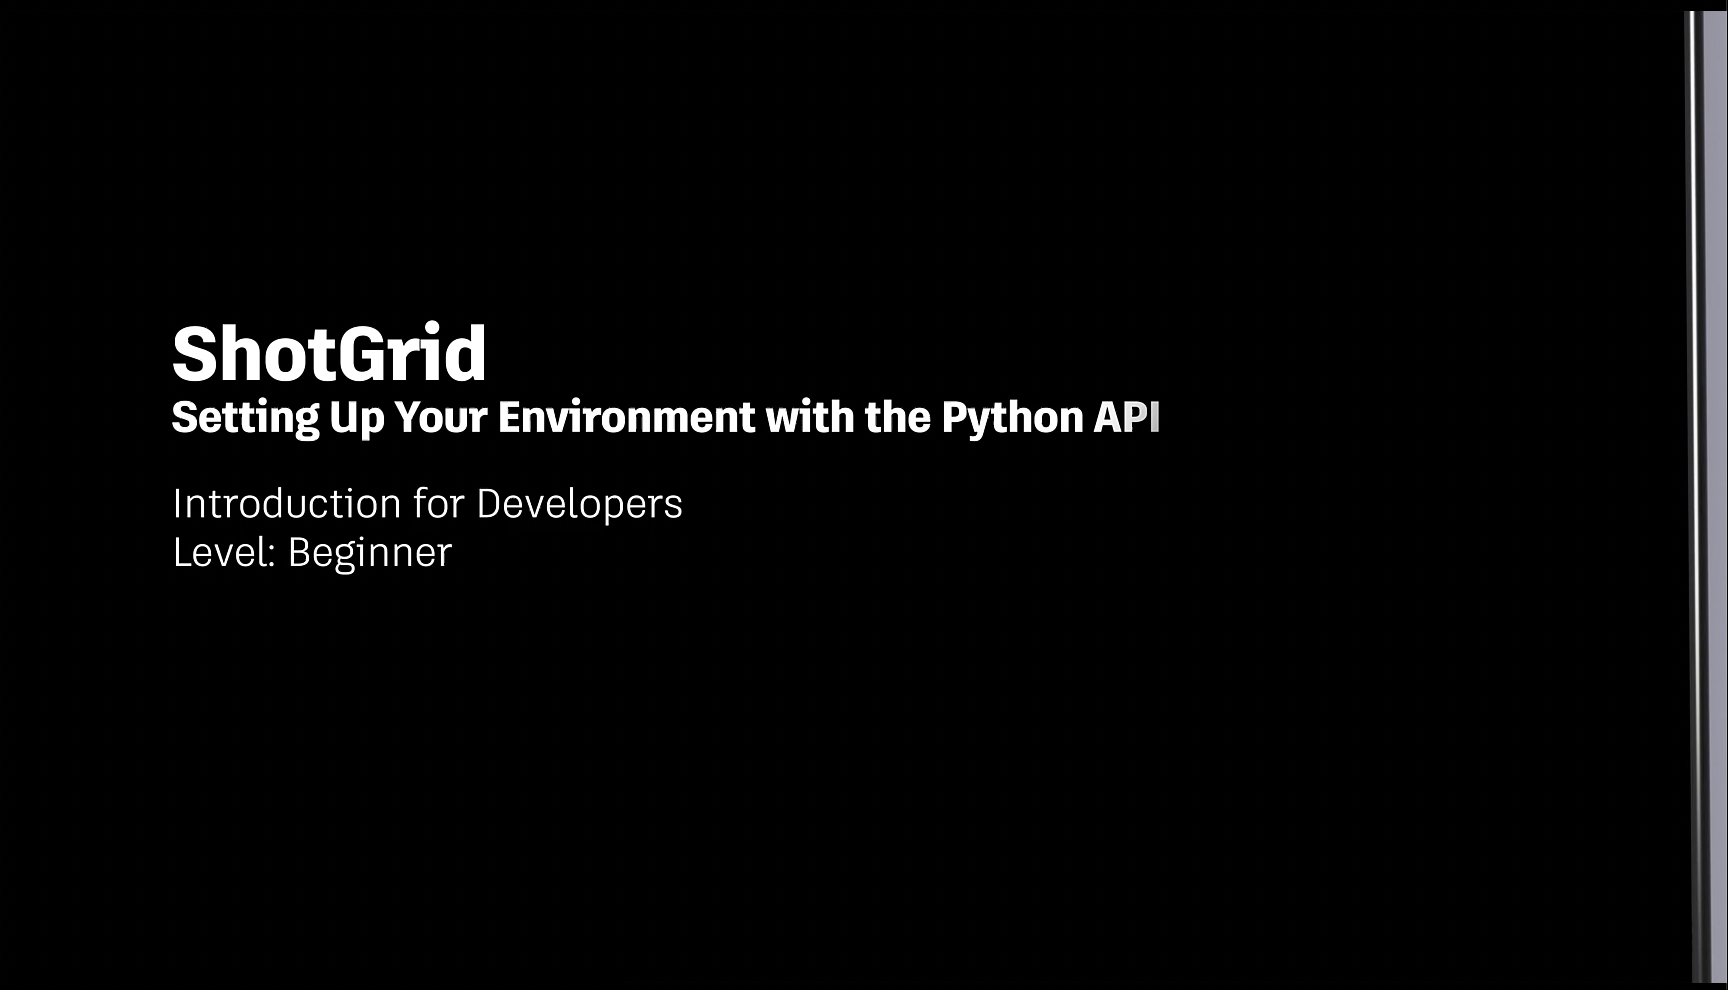 ShotGrid
Setting Up Your Environment with the Python API
Introduction for Developers
Level: Beginner